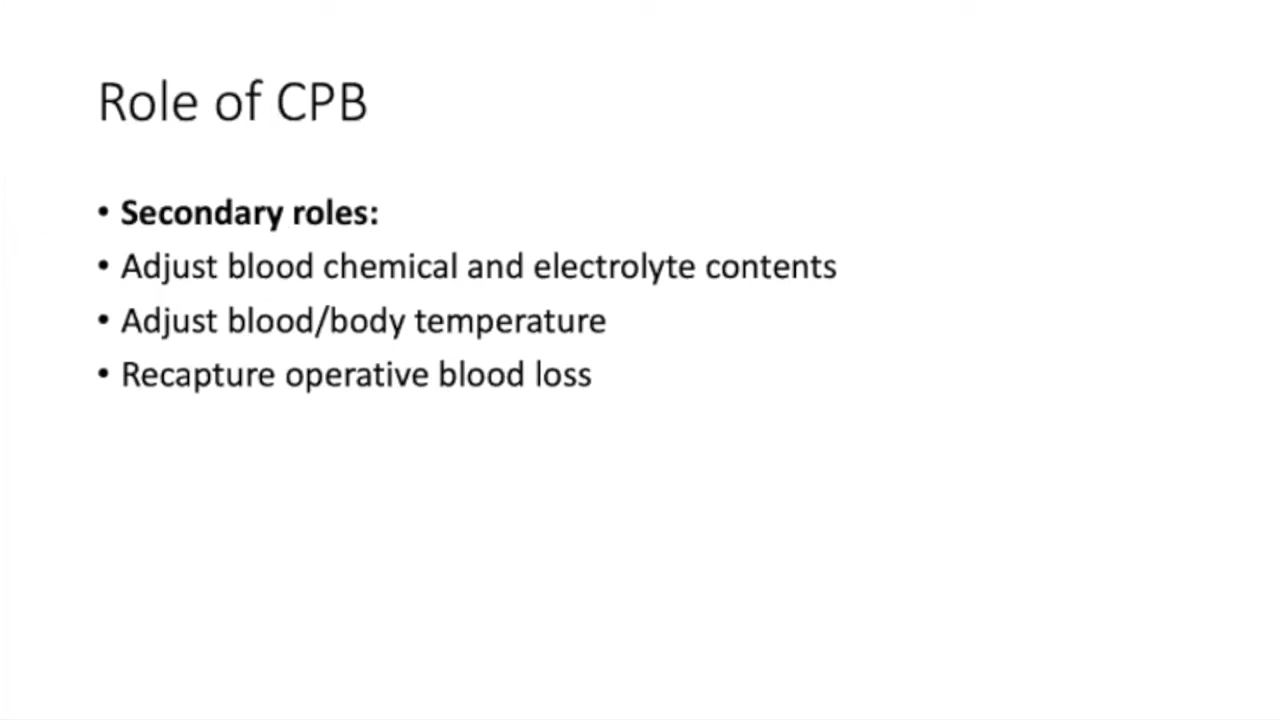 Role of CPB
• Secondary roles:
• Adjust blood chemical and electrolyte contents
• Adjust blood/body temperature
• Recapture operative blood loss